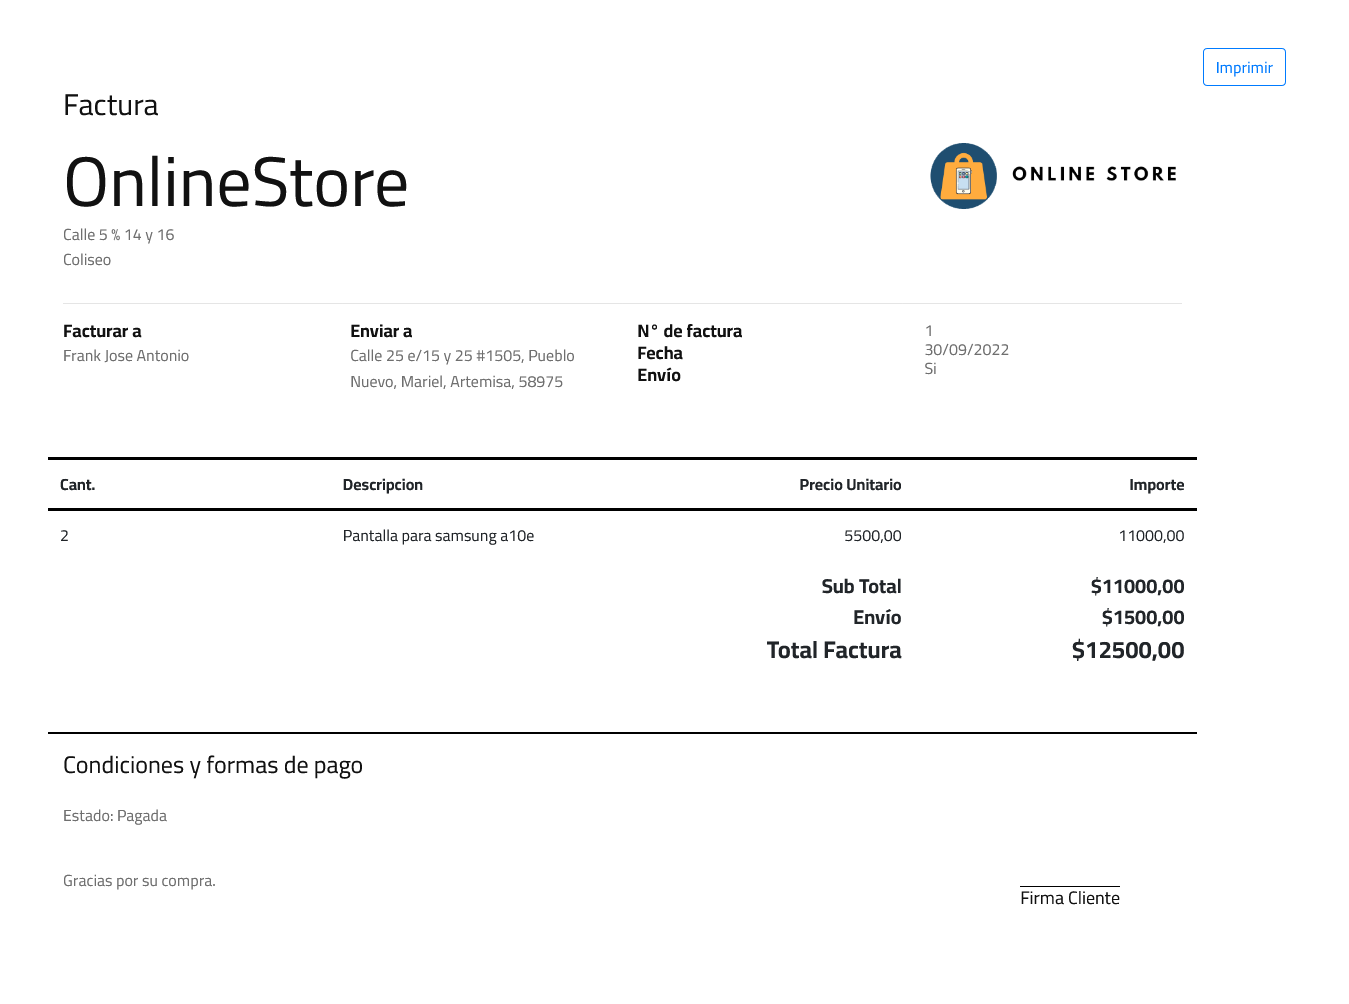 Imprimir
Factura
OnlineStore
ONLINE STORE
Calle 5 % 14 y 16
Coliseo
Facturar a
Frank Jose Antonio
Enviar a
Calle 25 e/15 y 25 #1505, Pueblo
Nuevo, Mariel, Artemisa, 58975
N° de factura
Fecha
Envío
1
30/09/2022
Si
Cant. Descripcion Precio Unitario Importe
2 Pantalla para samsung a10e 5500,00 11000,00
Sub Total $11000,00
Envío $1500,00
Total Factura $12500,00
Condiciones y formas de pago
Estado: Pagada
Gracias por su compra.
Firma Cliente